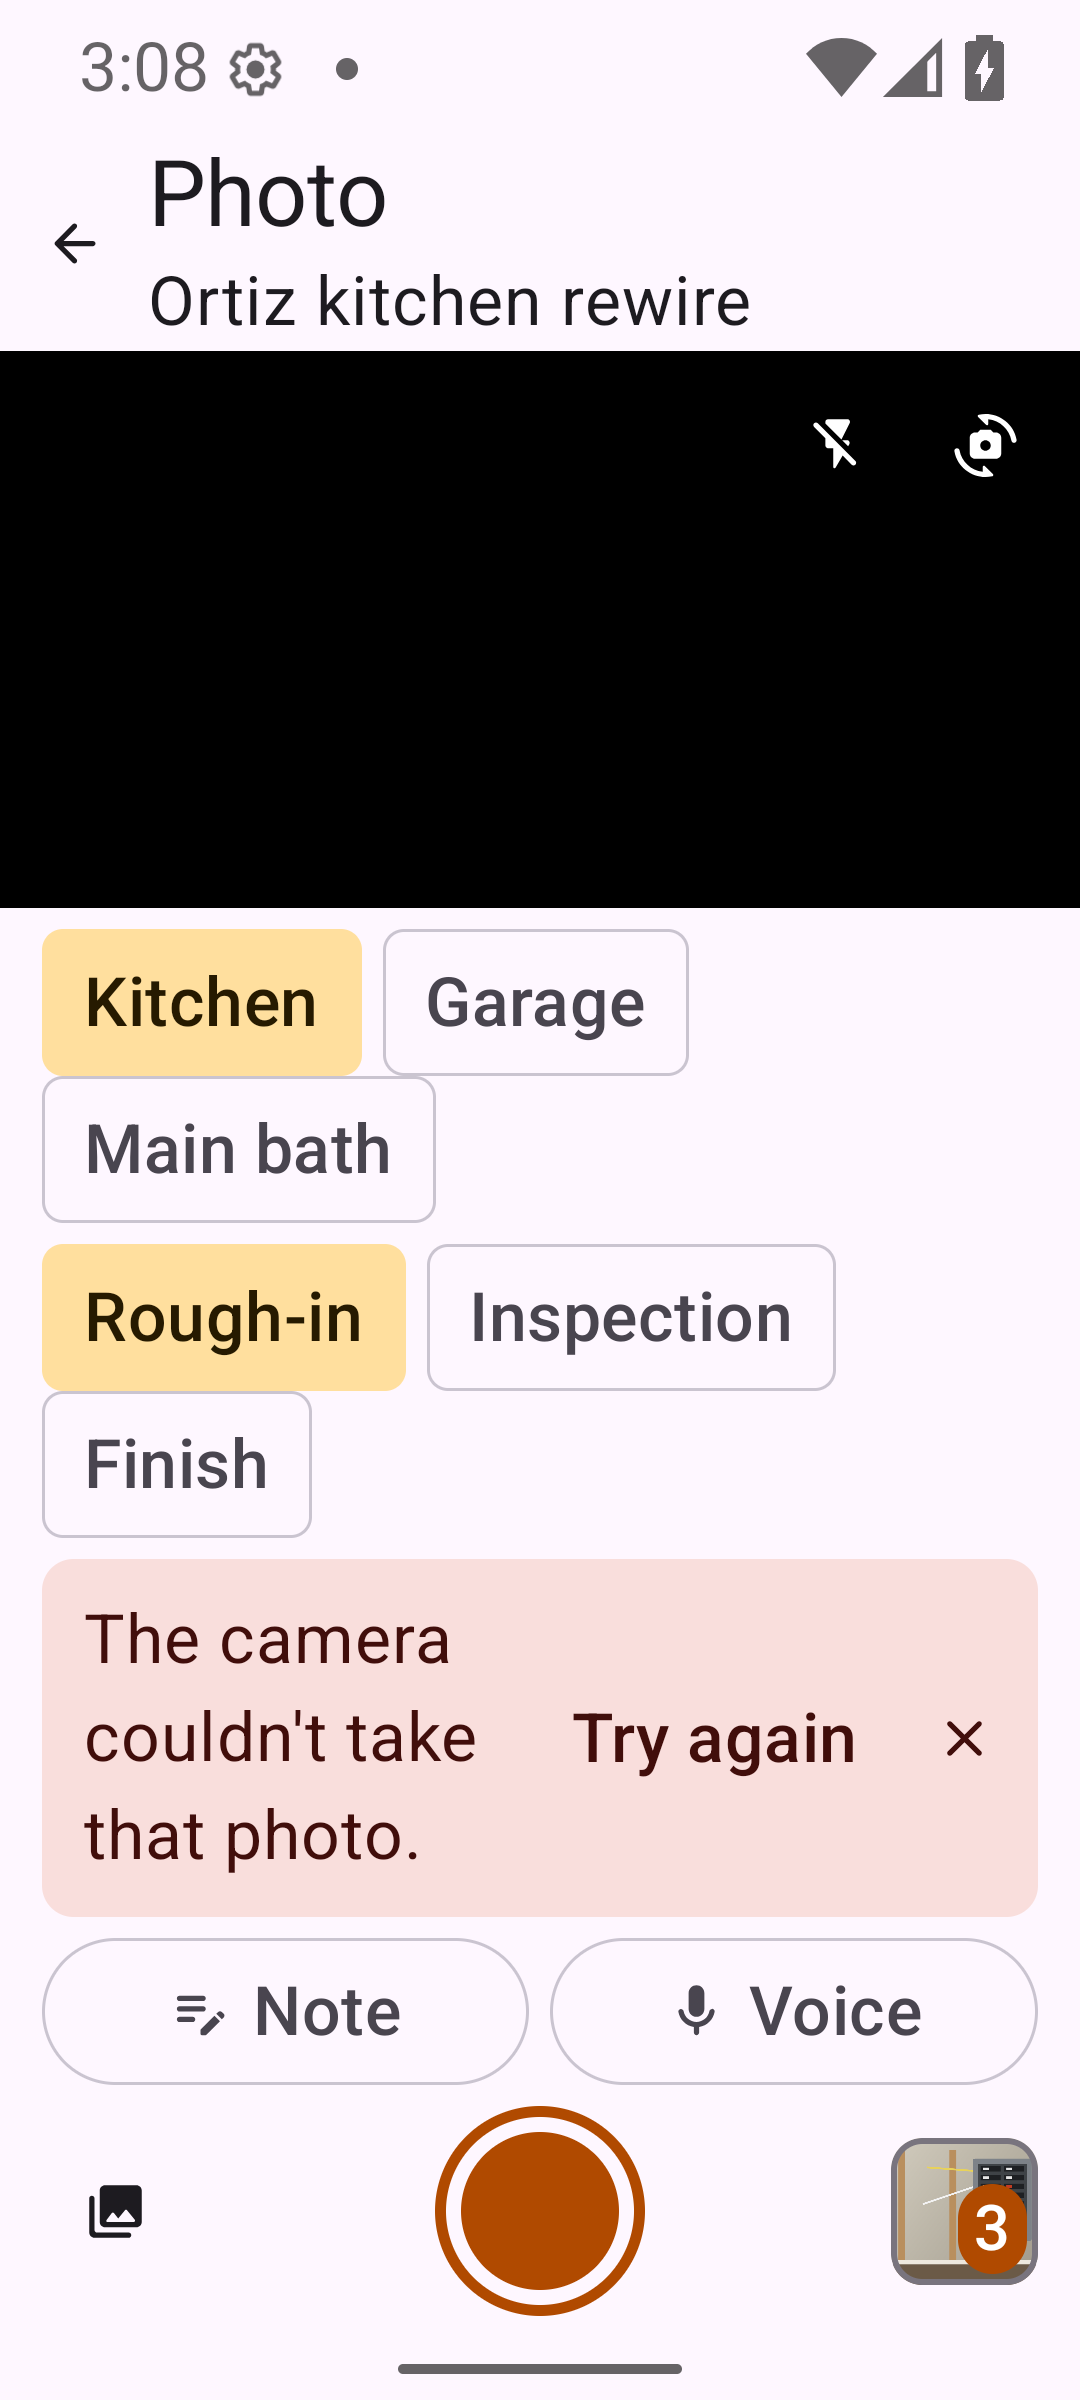 3:08
Photo
Ortiz kitchen rewire
Kitchen
Garage
Main bath
Rough-in
Inspection
Finish
The camera
couldn't take
that photo.
Try again
Note
Voice
3